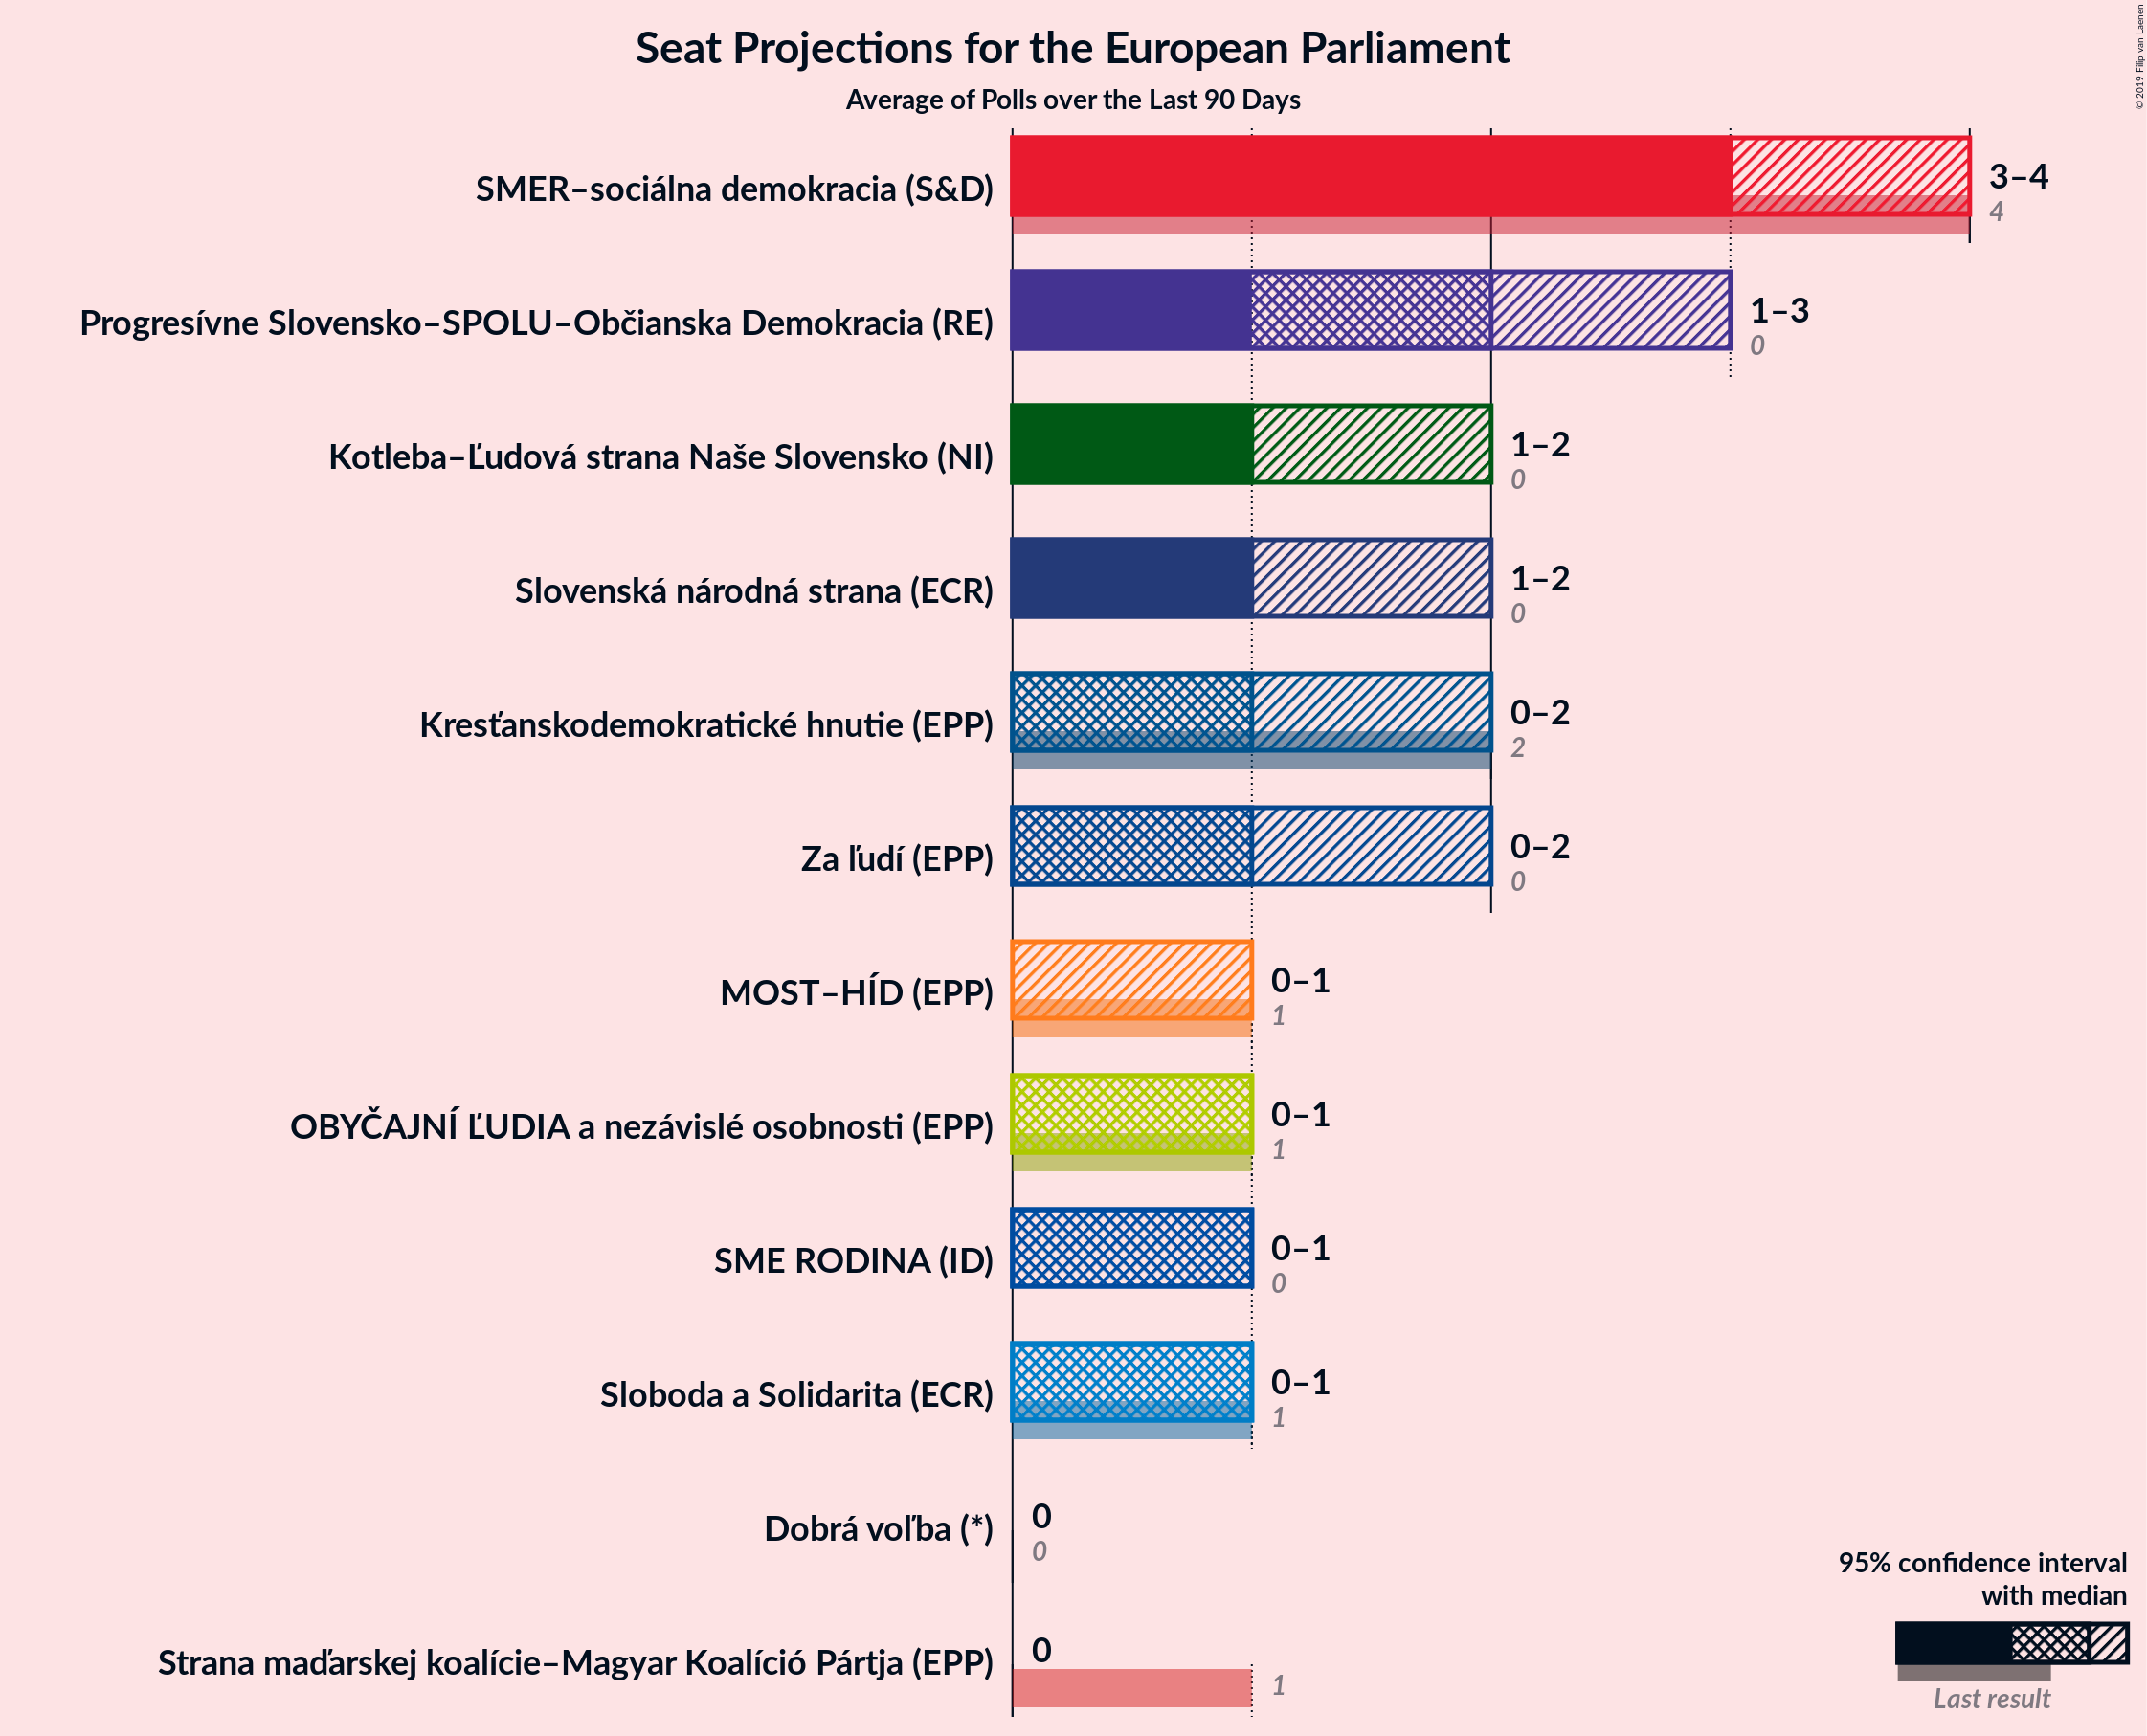 Seat Projections for the European Parliament
Average of Polls over the Last 90 Days
© 2019 Filip van Laenen
SMER–sociálna demokracia (S&D)
3–4
4
Progresívne Slovensko–SPOLU–Občianska Demokracia (RE)
1–3
0
Kotleba–Ľudová strana Naše Slovensko (NI)
1–2
0
Slovenská národná strana (ECR)
1–2
0
Kresťanskodemokratické hnutie (EPP)
0–2
2
Za ľudí (EPP)
0–2
0
MOST–HÍD (EPP)
0–1
1
OBYČAJNÍ ĽUDIA a nezávislé osobnosti (EPP)
0–1
1
SME RODINA (ID)
0–1
0
Sloboda a Solidarita (ECR)
0–1
1
Dobrá voľba (*)
0
0
Strana maďarskej koalície–Magyar Koalíció Pártja (EPP)
0
1
95% confidence interval
with median
Last result